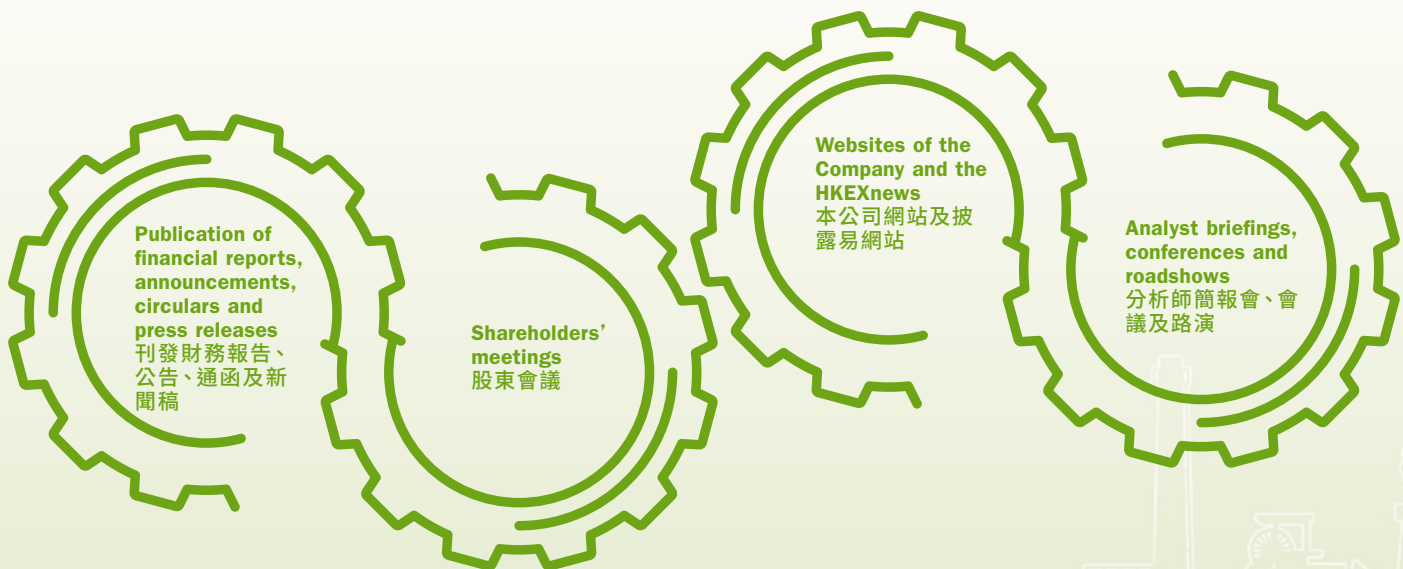 Publication of
financial reports,
announcements,
circulars and
press releases
刊發財務報告、
公告、通函及新
聞稿
Shareholders’
meetings
股東會議
Websites of the
Company and the
HKEXnews
本公司網站及披
露易網站
Analyst briefings,
conferences and
roadshows
分析師簡報會、會
議及路演